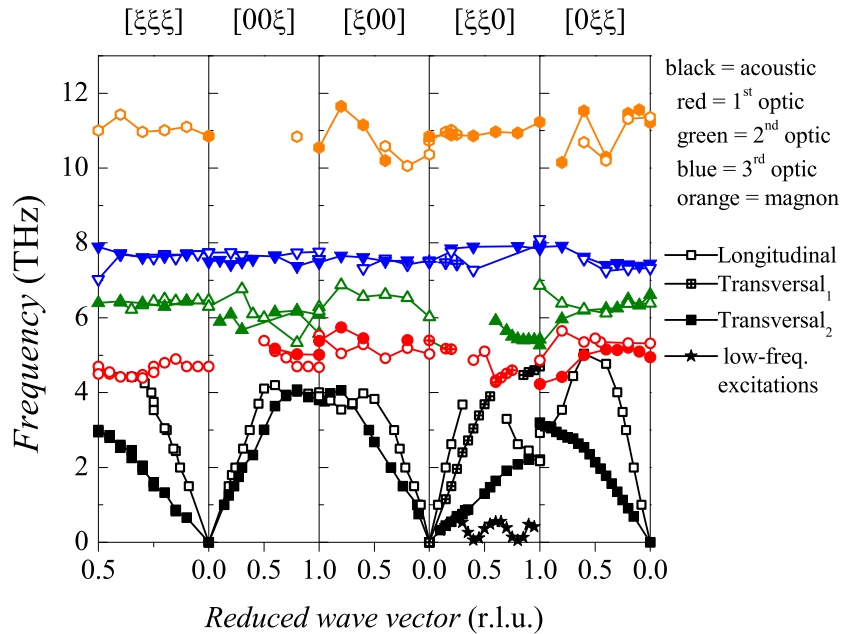 [ξξξ] [00ξ] [ξ00] [ξξ0] [0ξξ]
black = acoustic
red = 1st optic
green = 2nd optic
blue = 3rd optic
orange = magnon
Longitudinal
Transversal1
Transversal2
low-freq.
excitations
Frequency (THz)
12
10
8
6
4
2
0
0.5 0.0 0.5 1.0 0.5 0.0 0.5 1.0 0.5 0.0
Reduced wave vector (r.l.u.)